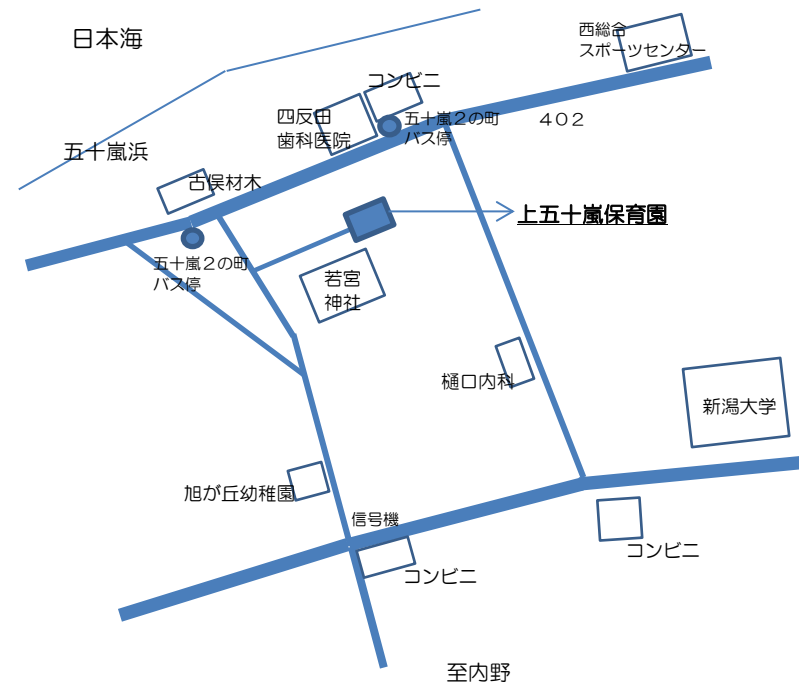 日本海
西総合
スポーツセンター
コンビニ
四反田
歯科医院
五十嵐２の町
バス停
４０２
五十嵐浜
古俣材木
上五十嵐保育園
五十嵐２の町
バス停
若宮
神社
樋口内科
新潟大学
旭が丘幼稚園
信号機
コンビニ
コンビニ
至内野